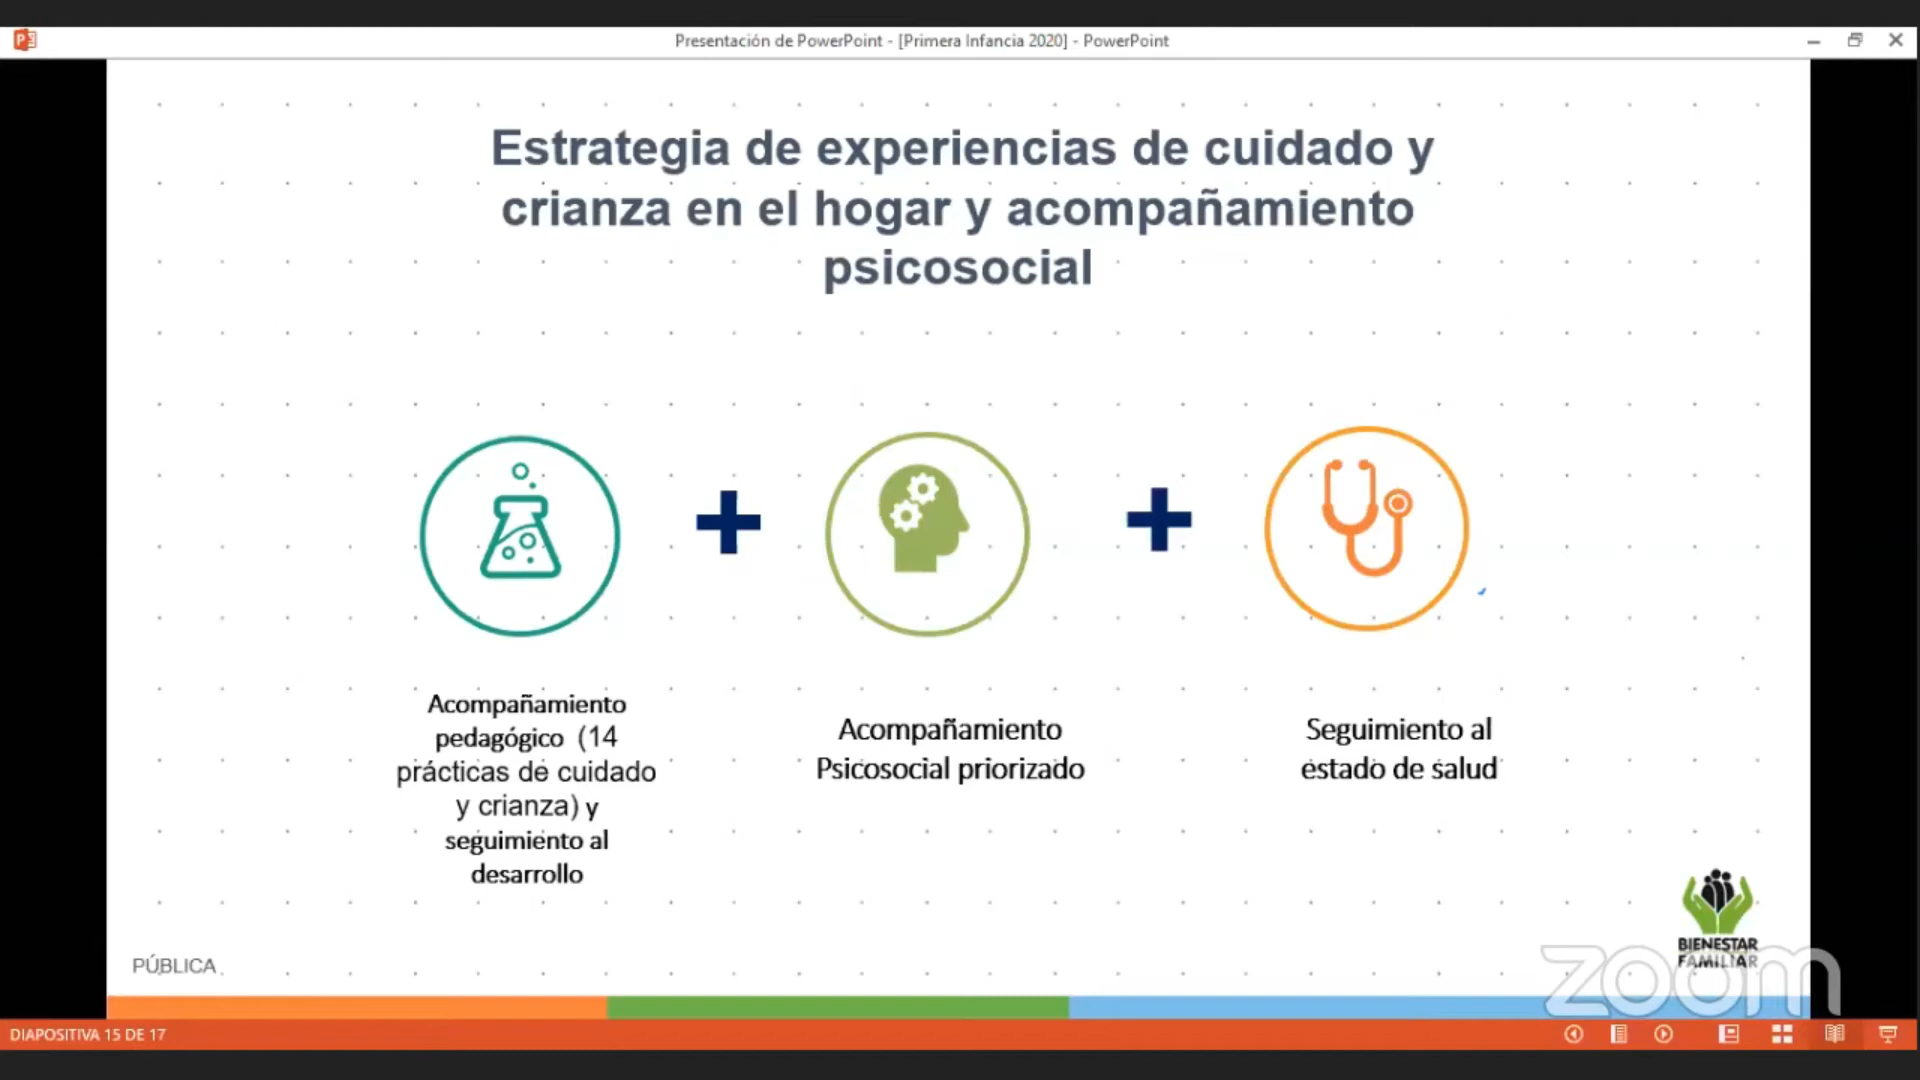 Presentación de PowerPoint - [Primera Infancia 2020] - PowerPoint
Estrategia de experiencias de cuidado y
crianza en el hogar y acompañamiento
psicosocial
Acompañamiento
pedagógico (14
prácticas de cuidado
y crianza) y
seguimiento al
desarrollo
Acompañamiento
Psicosocial priorizado
Seguimiento al
estado de salud
BIENESTAR
FAMILIAR
PÚBLICA
zoom
DIAPOSITIVA 15 DE 17